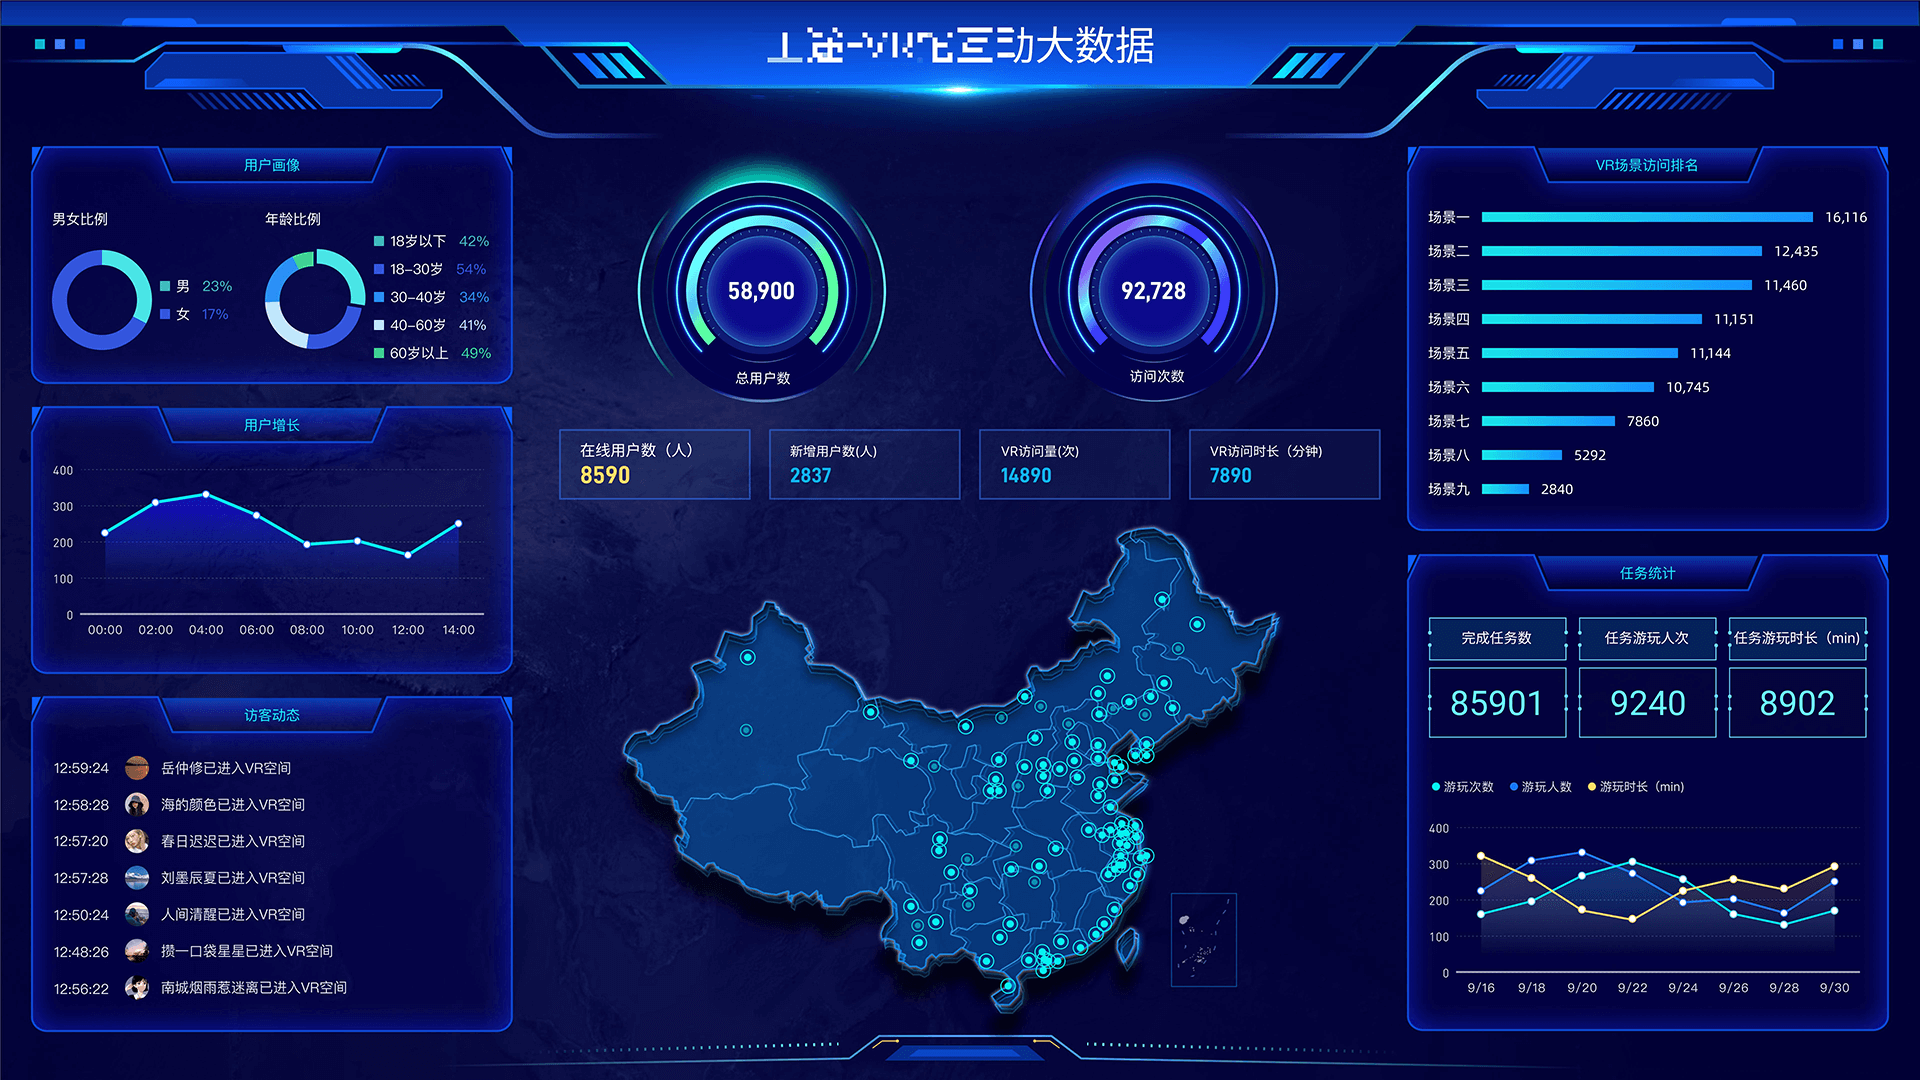 动大数据
用户画像
男女比例
男 23%
女 17%
年龄比例
18岁以下 42%
18-30岁 54%
30-40岁 34%
40-60岁 41%
60岁以上 49%
用户增长
400
300
200
100
0
00:00 02:00 04:00 06:00 08:00 10:00 12:00 14:00
访客动态
12:59:24 岳仲修已进入VR空间
12:58:28 海的颜色已进入VR空间
12:57:20 春日迟迟已进入VR空间
12:57:28 刘墨辰夏已进入VR空间
12:50:24 人间清醒已进入VR空间
12:48:26 攒一口袋星星已进入VR空间
12:56:22 南城烟雨惹迷离已进入VR空间
58,900
总用户数
92,728
访问次数
在线用户数（人）
8590
新增用户数(人)
2837
VR访问量(次)
14890
VR访问时长（分钟)
7890
VR场景访问排名
场景一 16,116
场景二 12,435
场景三 11,460
场景四 11,151
场景五 11,144
场景六 10,745
场景七 7860
场景八 5292
场景九 2840
任务统计
完成任务数
85901
任务游玩人次
9240
任务游玩时长（min)
8902
游玩次数 游玩人数 游玩时长（min)
400
300
200
100
0
9/16 9/18 9/20 9/22 9/24 9/26 9/28 9/30